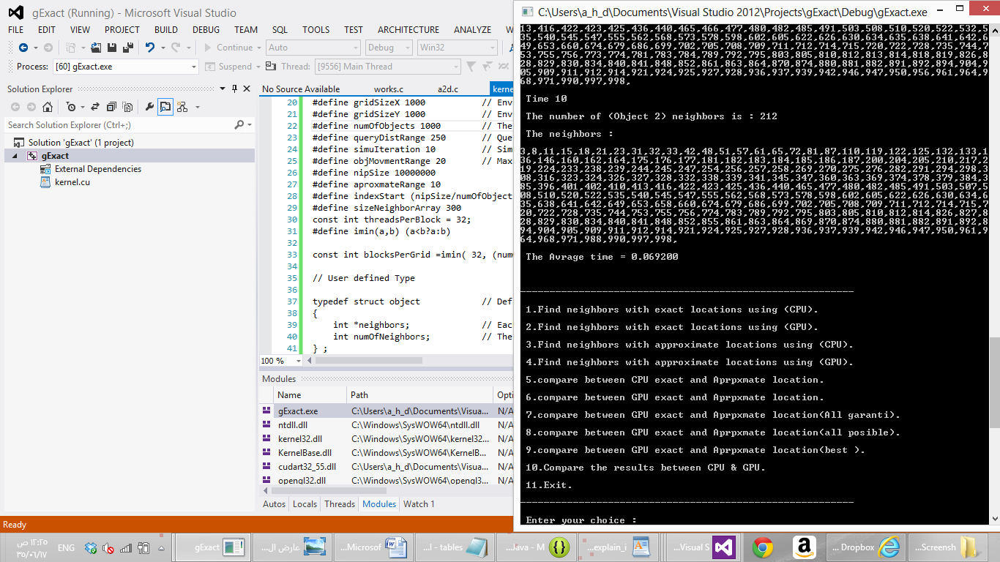 gExact (Running) - Microsoft Visual Studio
FILE EDIT VIEW PROJECT BUILD DEBUG TEAM SQL TOOLS TEST ARCHITECTURE ANALYZE W
Continue Auto Debug Win32
Process: [60] gExact.exe Suspend Thread: [9556] Main Thread
Solution Explorer
Search Solution Explorer (Ctrl+;)
Solution 'gExact' (1 project)
gExact
External Dependencies
kernel.cu
No Source Available works.c a2d.c kerne
20 #define gridSizeX 1000 // Env
21 #define gridSizeY 1000 // Env
22 #define numOfObjects 1000 // The
23 #define queryDistRange 250 // Que
24 #define simuIteration 10 // Sim
25 #define objMovmentRange 20 // Max
26 #define nipSize 10000000
27 #define aproxmateRange 10
28 #define indexStart (nipSize/numOfObject
29 #define sizeNeighborArray 300
30 const int threadsPerBlock = 32;
31 #define imin(a,b) (a<b?a:b)
32
33 const int blocksPerGrid =imin( 32, (num
34
35 // User defined Type
36
37 typedef struct object // Def
38 {
39 int *neighbors; // Eac
40 int numOfNeighbors; // The
41 } ;
100 %
Modules
Name Path Opti
gExact.exe C:\Users\a_h_d\Documents\Visua... N/A
ntdll.dll C:\Windows\SysWOW64\ntdll.dll N/A
kernel32.dll C:\Windows\SysWOW64\kernel32... N/A
KernelBase.dll C:\Windows\SysWOW64\KernelB... N/A
cudart32_55.dll C:\Users\a_h_d\Documents\Visua... N/A
opengl32.dll C:\Windows\SysWOW64\opengl3... N/A
Autos Locals Threads Modules Watch 1
Ready
C:\Users\a_h_d\Documents\Visual Studio 2012\Projects\gExact\Debug\gExact.exe
13,416,422,423,425,436,440,465,466,477,480,482,485,491,503,508,510,520,522,532,5
35,540,545,547,555,562,568,573,578,598,602,605,622,626,630,634,635,638,641,642,6
49,653,660,674,679,686,699,702,705,708,709,711,712,714,715,720,722,728,735,744,7
53,755,756,773,774,781,783,784,789,792,795,803,805,810,812,813,814,818,819,826,8
28,829,830,834,840,841,848,852,861,863,864,870,874,880,881,882,891,892,894,904,9
05,909,911,912,914,921,924,925,927,928,936,937,939,942,946,947,950,956,961,964,9
68,971,990,997,998,
Time 10
The number of (Object 2) neighbors is : 212
The neighbors :
3,8,11,15,18,21,23,31,32,33,42,48,51,57,61,65,72,81,87,110,119,122,125,132,133,1
36,146,160,162,164,175,176,177,181,182,183,184,185,186,187,200,204,205,210,217,2
19,224,233,238,239,244,245,247,254,256,257,258,269,270,275,276,282,291,294,298,3
08,316,323,324,326,327,328,332,338,339,341,345,347,360,363,369,374,378,379,384,3
85,396,401,402,410,413,416,422,423,425,436,440,465,477,480,482,485,491,503,507,5
08,510,520,522,535,540,545,547,555,562,568,573,578,598,602,605,622,626,630,634,6
35,638,641,642,649,653,658,660,674,679,686,699,702,705,708,709,711,712,714,715,7
20,722,728,735,744,753,755,756,774,783,789,792,795,803,805,810,812,814,826,827,8
28,829,830,834,840,841,848,852,855,861,863,864,869,870,874,880,881,882,891,892,8
94,904,905,909,911,912,914,921,924,925,927,928,936,937,939,942,946,947,950,961,9
64,968,971,988,990,997,998,
The Avrage time = 0.069200
1.Find neighbors with exact locations using (CPU).
2.Find neighbors with exact locations using (GPU).
3.Find neighbors with approximate locations using (CPU).
4.Find neighbors with approximate locations using (GPU).
5.compare between CPU exact and Aprpxmate location.
6.compare between GPU exact and Aprpxmate location.
7.compare between GPU exact and Aprpxmate location(All garanti).
8.compare between GPU exact and Aprpxmate location(all posible).
9.compare between GPU exact and Aprpxmate location(best ).
10.Compare the results between CPU & GPU.
11.Exit.
Enter your choice :
١٢:٢٥ ص
٣٥/٠٦/١٧
ENG
gExact
عارض ال...
Microsof...
l - tables...
Java - M...
explain_i...
Visual S...
a
Dropbox...
Screensh...